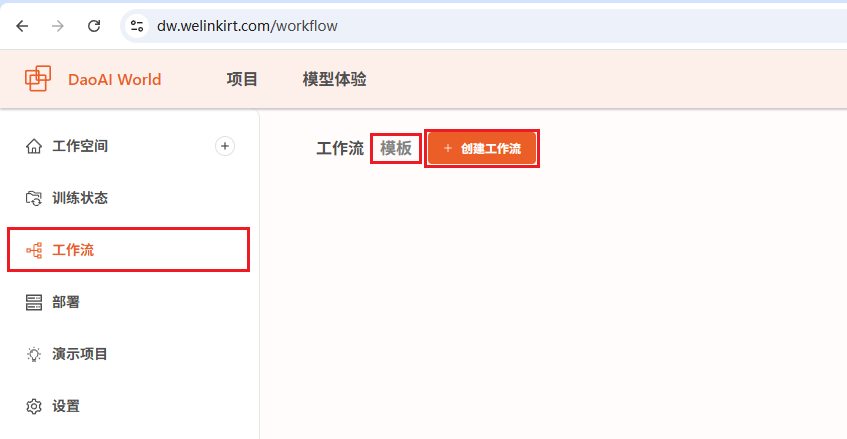 dw.welinkirt.com/workflow
DaoAI World 项目 模型体验
工作空间 +
工作流 模板 + 创建工作流
训练状态
工作流
部署
演示项目
设置